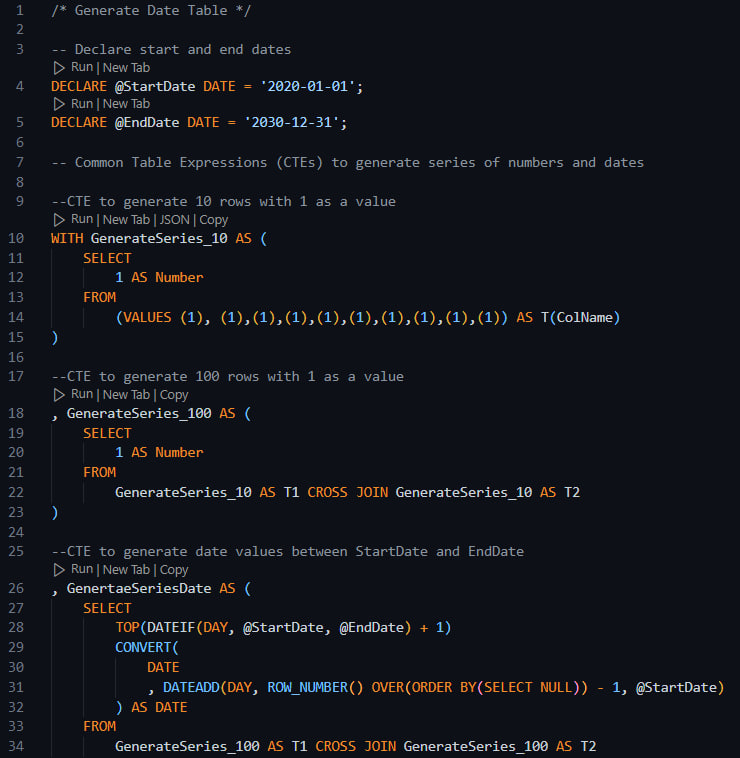 1 /* Generate Date Table */
2
3 -- Declare start and end dates
Run | New Tab
4 DECLARE @StartDate DATE = '2020-01-01';
Run | New Tab
5 DECLARE @EndDate DATE = '2030-12-31';
6
7 -- Common Table Expressions (CTEs) to generate series of numbers and dates
8
9 --CTE to generate 10 rows with 1 as a value
Run | New Tab | JSON | Copy
10 WITH GenerateSeries_10 AS (
11     SELECT
12         1 AS Number
13     FROM
14         (VALUES (1), (1),(1),(1),(1),(1),(1),(1),(1),(1)) AS T(ColName)
15 )
16
17 --CTE to generate 100 rows with 1 as a value
Run | New Tab | Copy
18 , GenerateSeries_100 AS (
19     SELECT
20         1 AS Number
21     FROM
22         GenerateSeries_10 AS T1 CROSS JOIN GenerateSeries_10 AS T2
23 )
24
25 --CTE to generate date values between StartDate and EndDate
Run | New Tab | Copy
26 , GenertaeSeriesDate AS (
27     SELECT
28         TOP(DATEIF(DAY, @StartDate, @EndDate) + 1)
29         CONVERT(
30             DATE
31             , DATEADD(DAY, ROW_NUMBER() OVER(ORDER BY(SELECT NULL)) - 1, @StartDate)
32         ) AS DATE
33     FROM
34         GenerateSeries_100 AS T1 CROSS JOIN GenerateSeries_100 AS T2